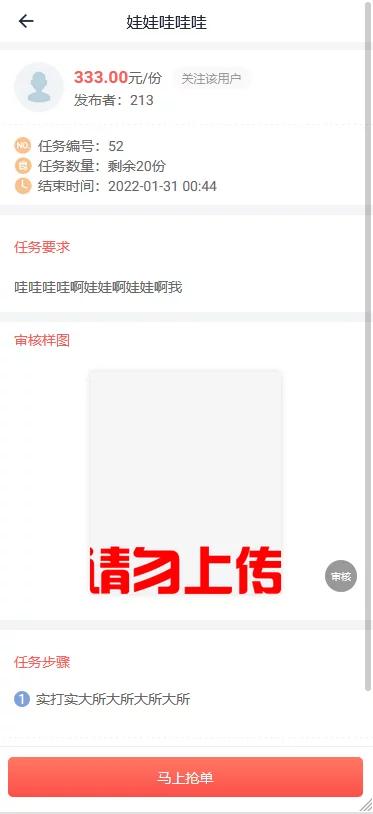 娃娃哇哇哇
333.00元/份 关注该用户
发布者：213
NO. 任务编号：52
任务数量：剩余20份
结束时间：2022-01-31 00:44
任务要求
哇哇哇哇啊娃娃啊娃娃啊我
审核样图
请勿上传
审核
任务步骤
1 实打实大所大所大所大所
马上抢单